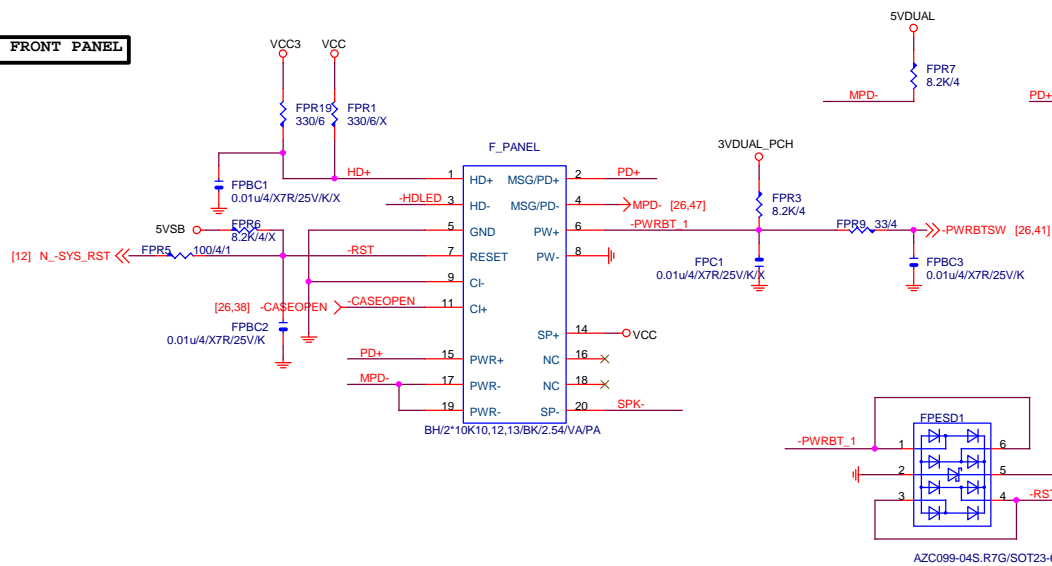 FRONT PANEL
5VDUAL
VCC3 VCC
FPR7
8.2K/4
MPD-
PD+
FPR19 FPR1
330/6 330/6/X
F_PANEL
3VDUAL_PCH
FPBC1
0.01u/4/X7R/25V/K/X
HD+
1 HD+ MSG/PD+ 2
PD+
-HDLED
3 HD- MSG/PD- 4
MPD- [26,47]
FPR3
8.2K/4
5VSB
FPR6
8.2K/4/X
5 GND PW+ 6
-PWRBT_1
FPR9 33/4
-PWRBTSW [26,41]
[12] N_-SYS_RST
FPR5 100/4/1
-RST
7 RESET PW- 8
FPC1
0.01u/4/X7R/25V/K/X
FPBC3
0.01u/4/X7R/25V/K
9 CI-
[26,38] -CASEOPEN
-CASEOPEN
11 CI+
FPBC2
0.01u/4/X7R/25V/K
SP+ 14
VCC
PD+
15 PWR+ NC 16
MPD-
17 PWR- NC 18
19 PWR- SP- 20
SPK-
BH/2*10K10,12,13/BK/2.54/VA/PA
FPESD1
-PWRBT_1
1 6
2 5
3 4
-RST
AZC099-04S.R7G/SOT23-6